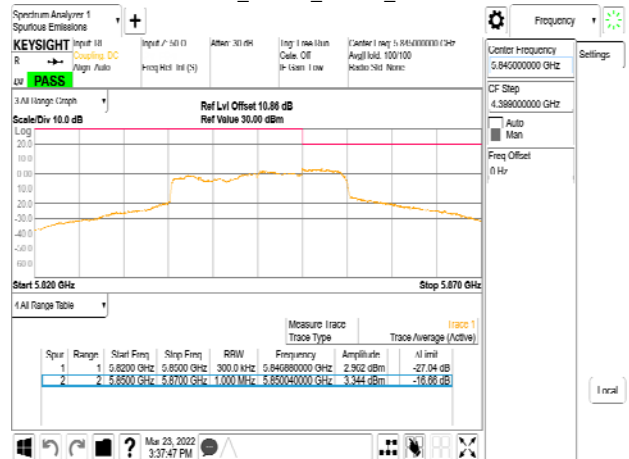 Spectrum Analyzer 1
Spurious Emissions
+
Frequency
KEYSIGHT Input: RF Input Z: 50 Ω Atten: 30 dB Trig: Free Run Center Freq: 5.845000000 GHz
R Coupling: DC Gate: Off Avg|Hold: 100/100
Align: Auto Freq Ref: Int (S) IF Gain: Low Radio Std: None
PASS
Center Frequency
5.845000000 GHz
Settings
CF Step
4.399000000 GHz
Auto
Man
Freq Offset
0 Hz
3 All Range Graph
Ref Lvl Offset 10.86 dB
Scale/Div 10.0 dB Ref Value 30.00 dBm
Log
20.0
10.0
0.00
10.0
20.0
-30.0
-40.0
-50.0
60.0
Start 5.820 GHz Stop 5.870 GHz
4 All Range Table
Measure Trace Trace 1
Trace Type Trace Average (Active)
Spur Range Start Freq Stop Freq RBW Frequency Amplitude Δ Limit
1 1 5.8200 GHz 5.8500 GHz 300.0 kHz 5.846880000 GHz 2.962 dBm -27.04 dB
2 2 5.8500 GHz 5.8700 GHz 1.000 MHz 5.850040000 GHz 3.344 dBm -16.66 dB
Local
? Mar 23, 2022
3:37:47 PM